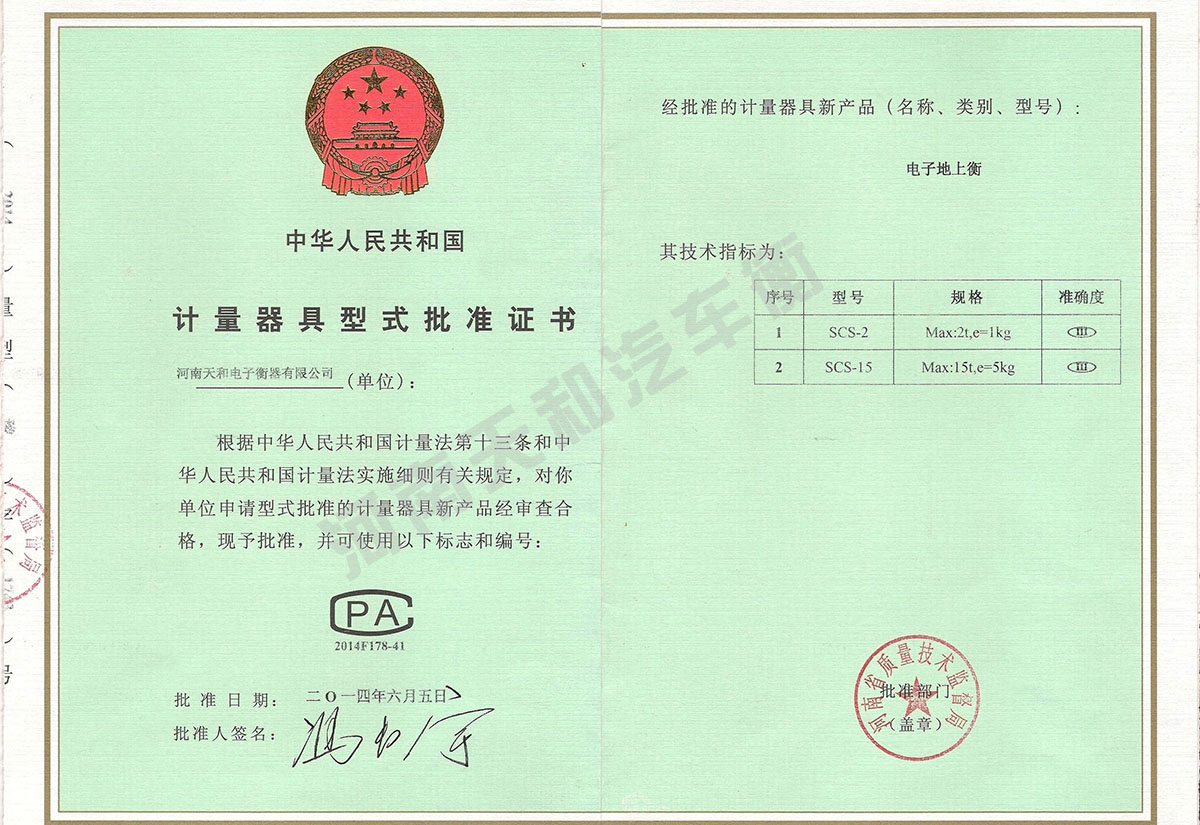 中华人民共和国
计量器具型式批准证书
河南天和电子衡器有限公司(单位):
根据中华人民共和国计量法第十三条和中
华人民共和国计量法实施细则有关规定，对你
单位申请型式批准的计量器具新产品经审查合
格，现予批准，并可使用以下标志和编号:
CPA
2014F178-41
批准日期: 二O一四年六月五日
批准人签名:
经批准的计量器具新产品（名称、类别、型号）:
电子地上衡
其技术指标为:
序号 型号 规格 准确度
1 SCS-2 Max:2t,e=1kg III
2 SCS-15 Max:15t,e=5kg III
河南省质量技术监督局
批准部门
(盖章)
河南天和汽车衡
术监督局